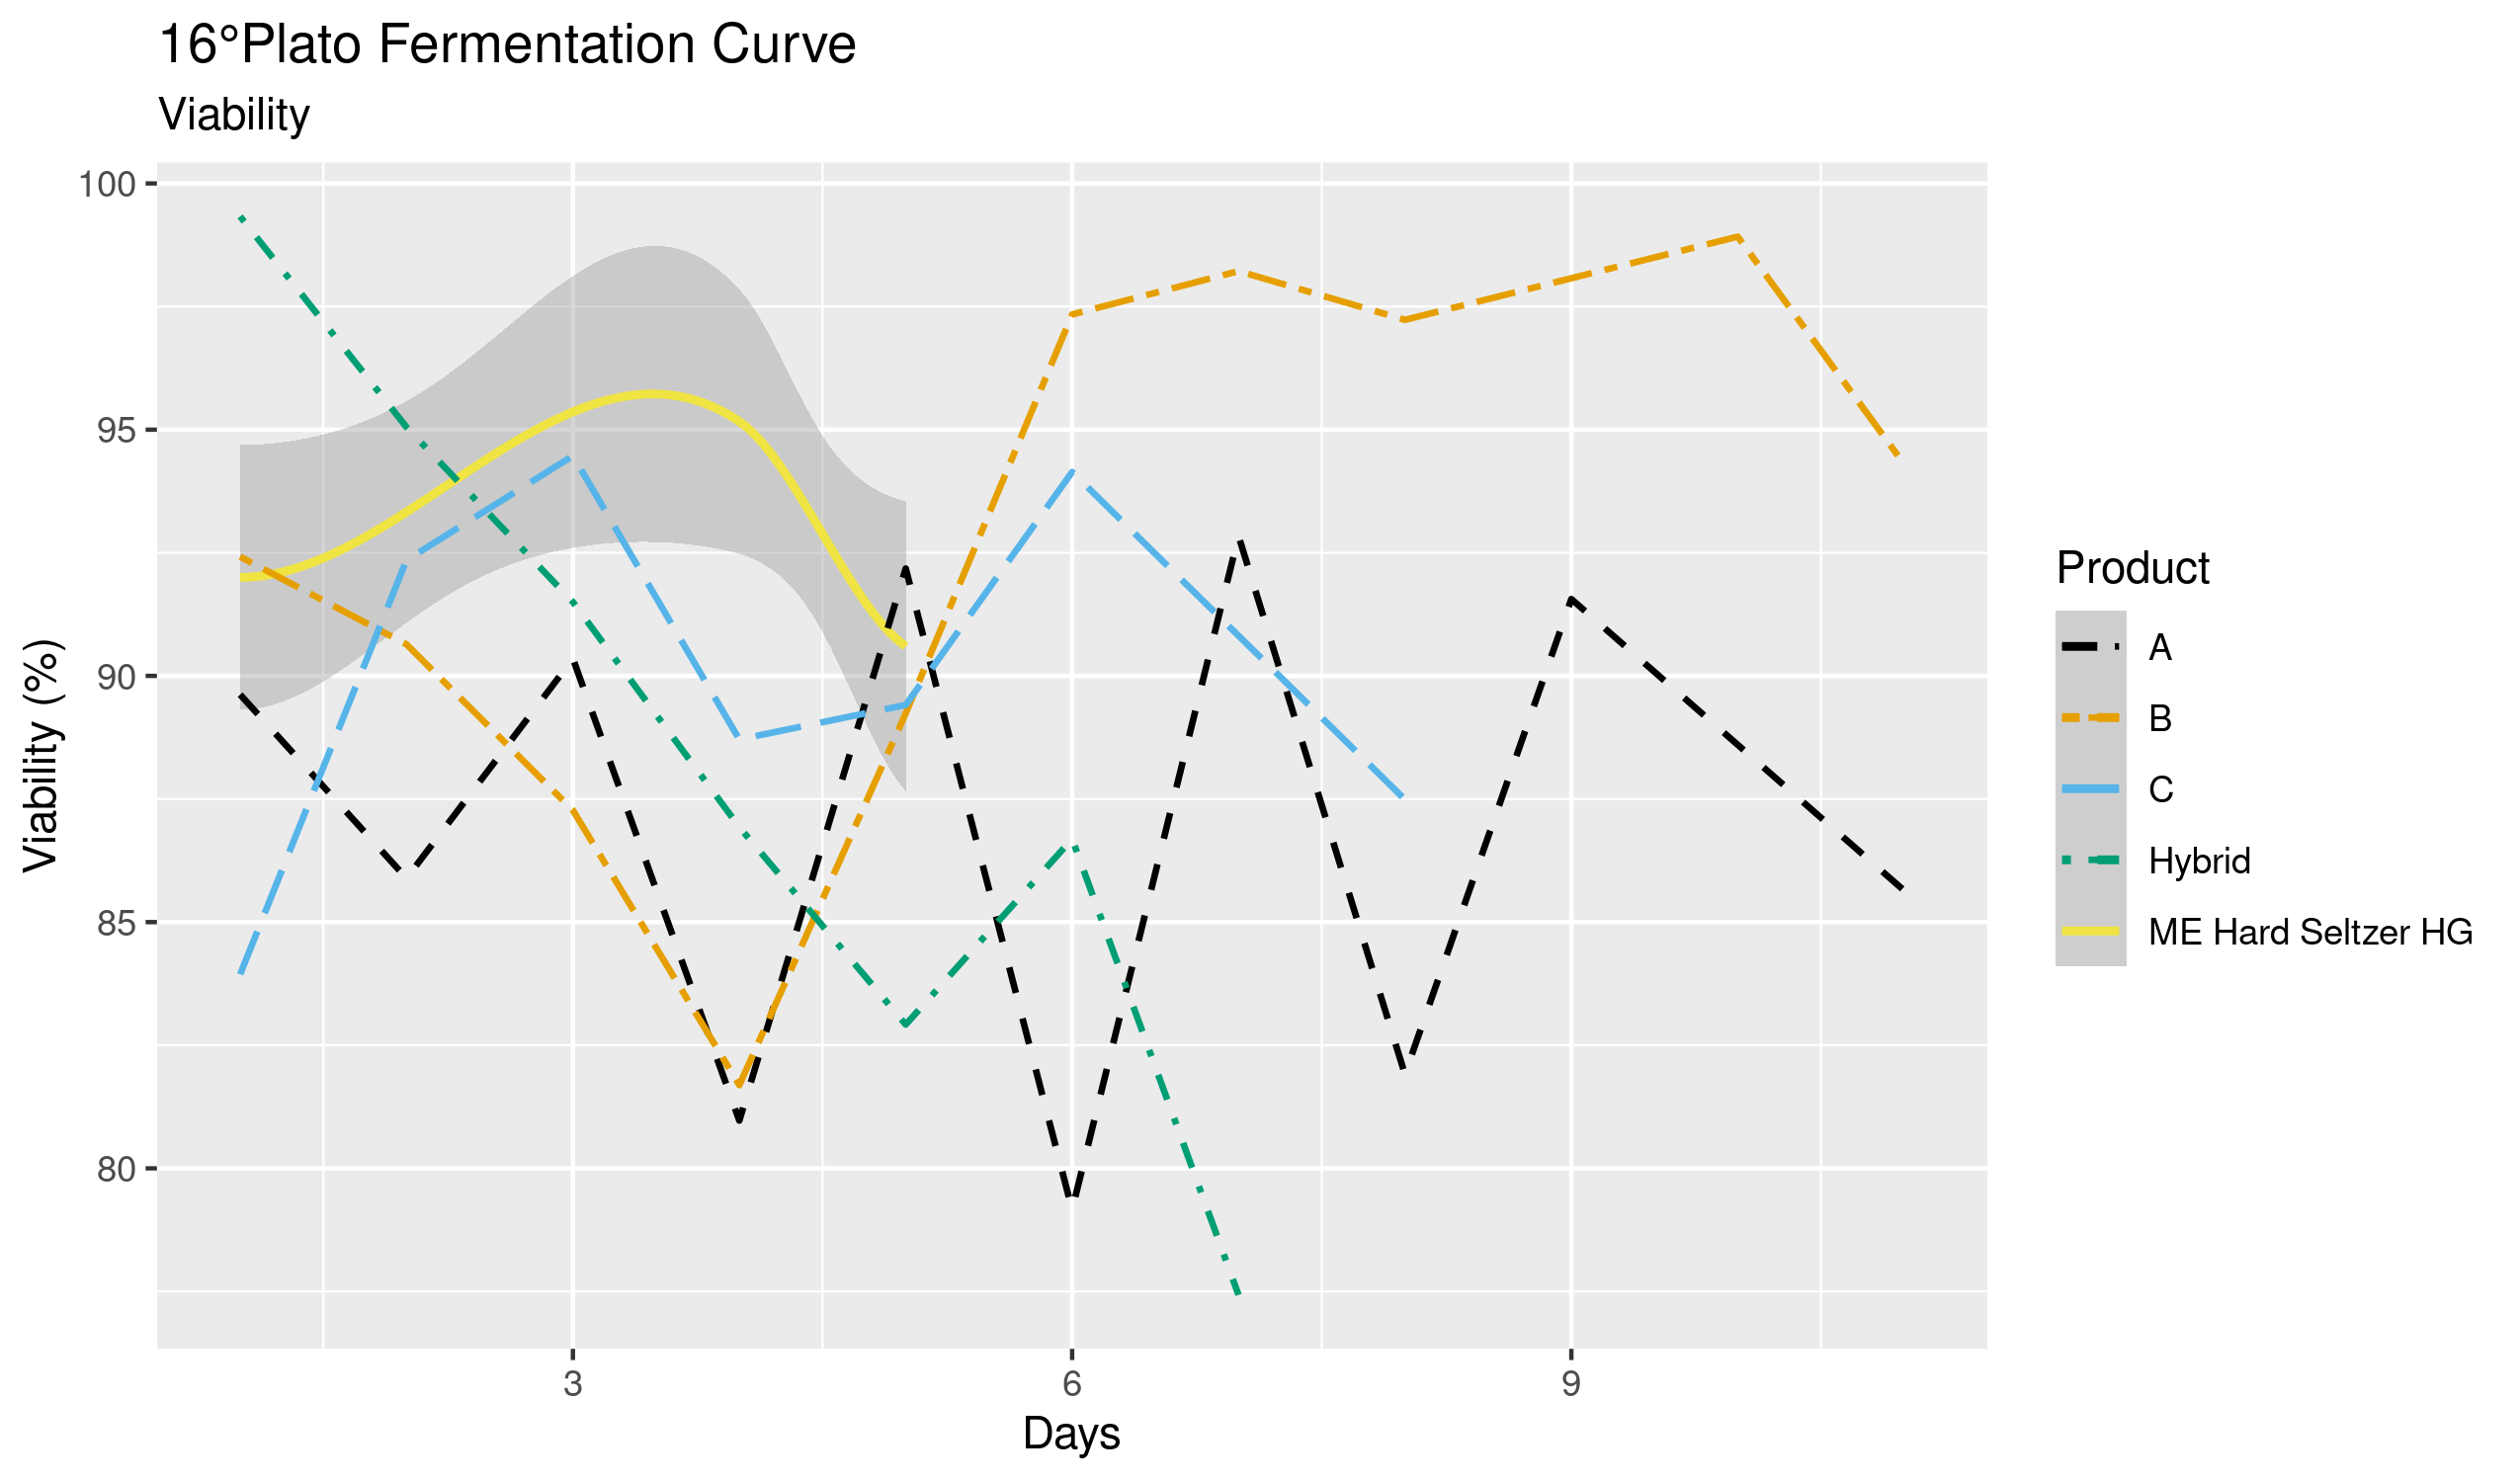 16°Plato Fermentation Curve
Viability
Viability (%)
100
95
90
85
80
3
6
9
Days
Product
A
B
C
Hybrid
ME Hard Seltzer HG